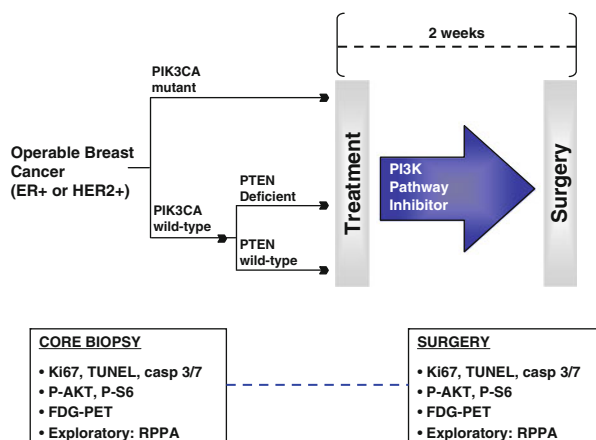 2 weeks
PIK3CA
mutant
Operable Breast
Cancer
(ER+ or HER2+)
PTEN
Deficient
PIK3CA
wild-type
PTEN
wild-type
Treatment
PI3K
Pathway
Inhibitor
Surgery
CORE BIOPSY
• Ki67, TUNEL, casp 3/7
• P-AKT, P-S6
• FDG-PET
• Exploratory: RPPA
SURGERY
• Ki67, TUNEL, casp 3/7
• P-AKT, P-S6
• FDG-PET
• Exploratory: RPPA